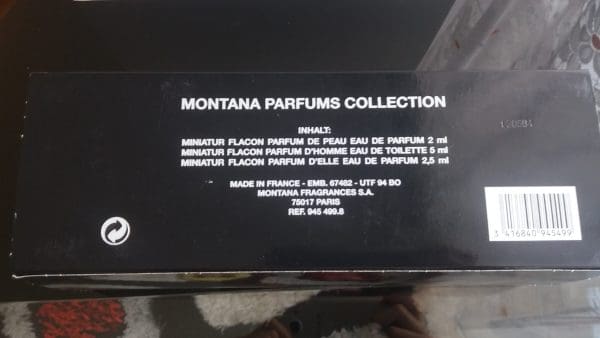 MONTANA PARFUMS COLLECTION
INHALT:
MINIATUR FLACON PARFUM DE PEAU EAU DE PARFUM 2 ml
MINIATUR FLACON PARFUM D'HOMME EAU DE TOILETTE 5 ml
MINIATUR FLACON PARFUM D'ELLE EAU DE PARFUM 2,5 ml
MADE IN FRANCE - EMB. 67482 - UTF 94 BO
MONTANA FRAGRANCES S.A.
75017 PARIS
REF. 945 499.8
3 416840 945499